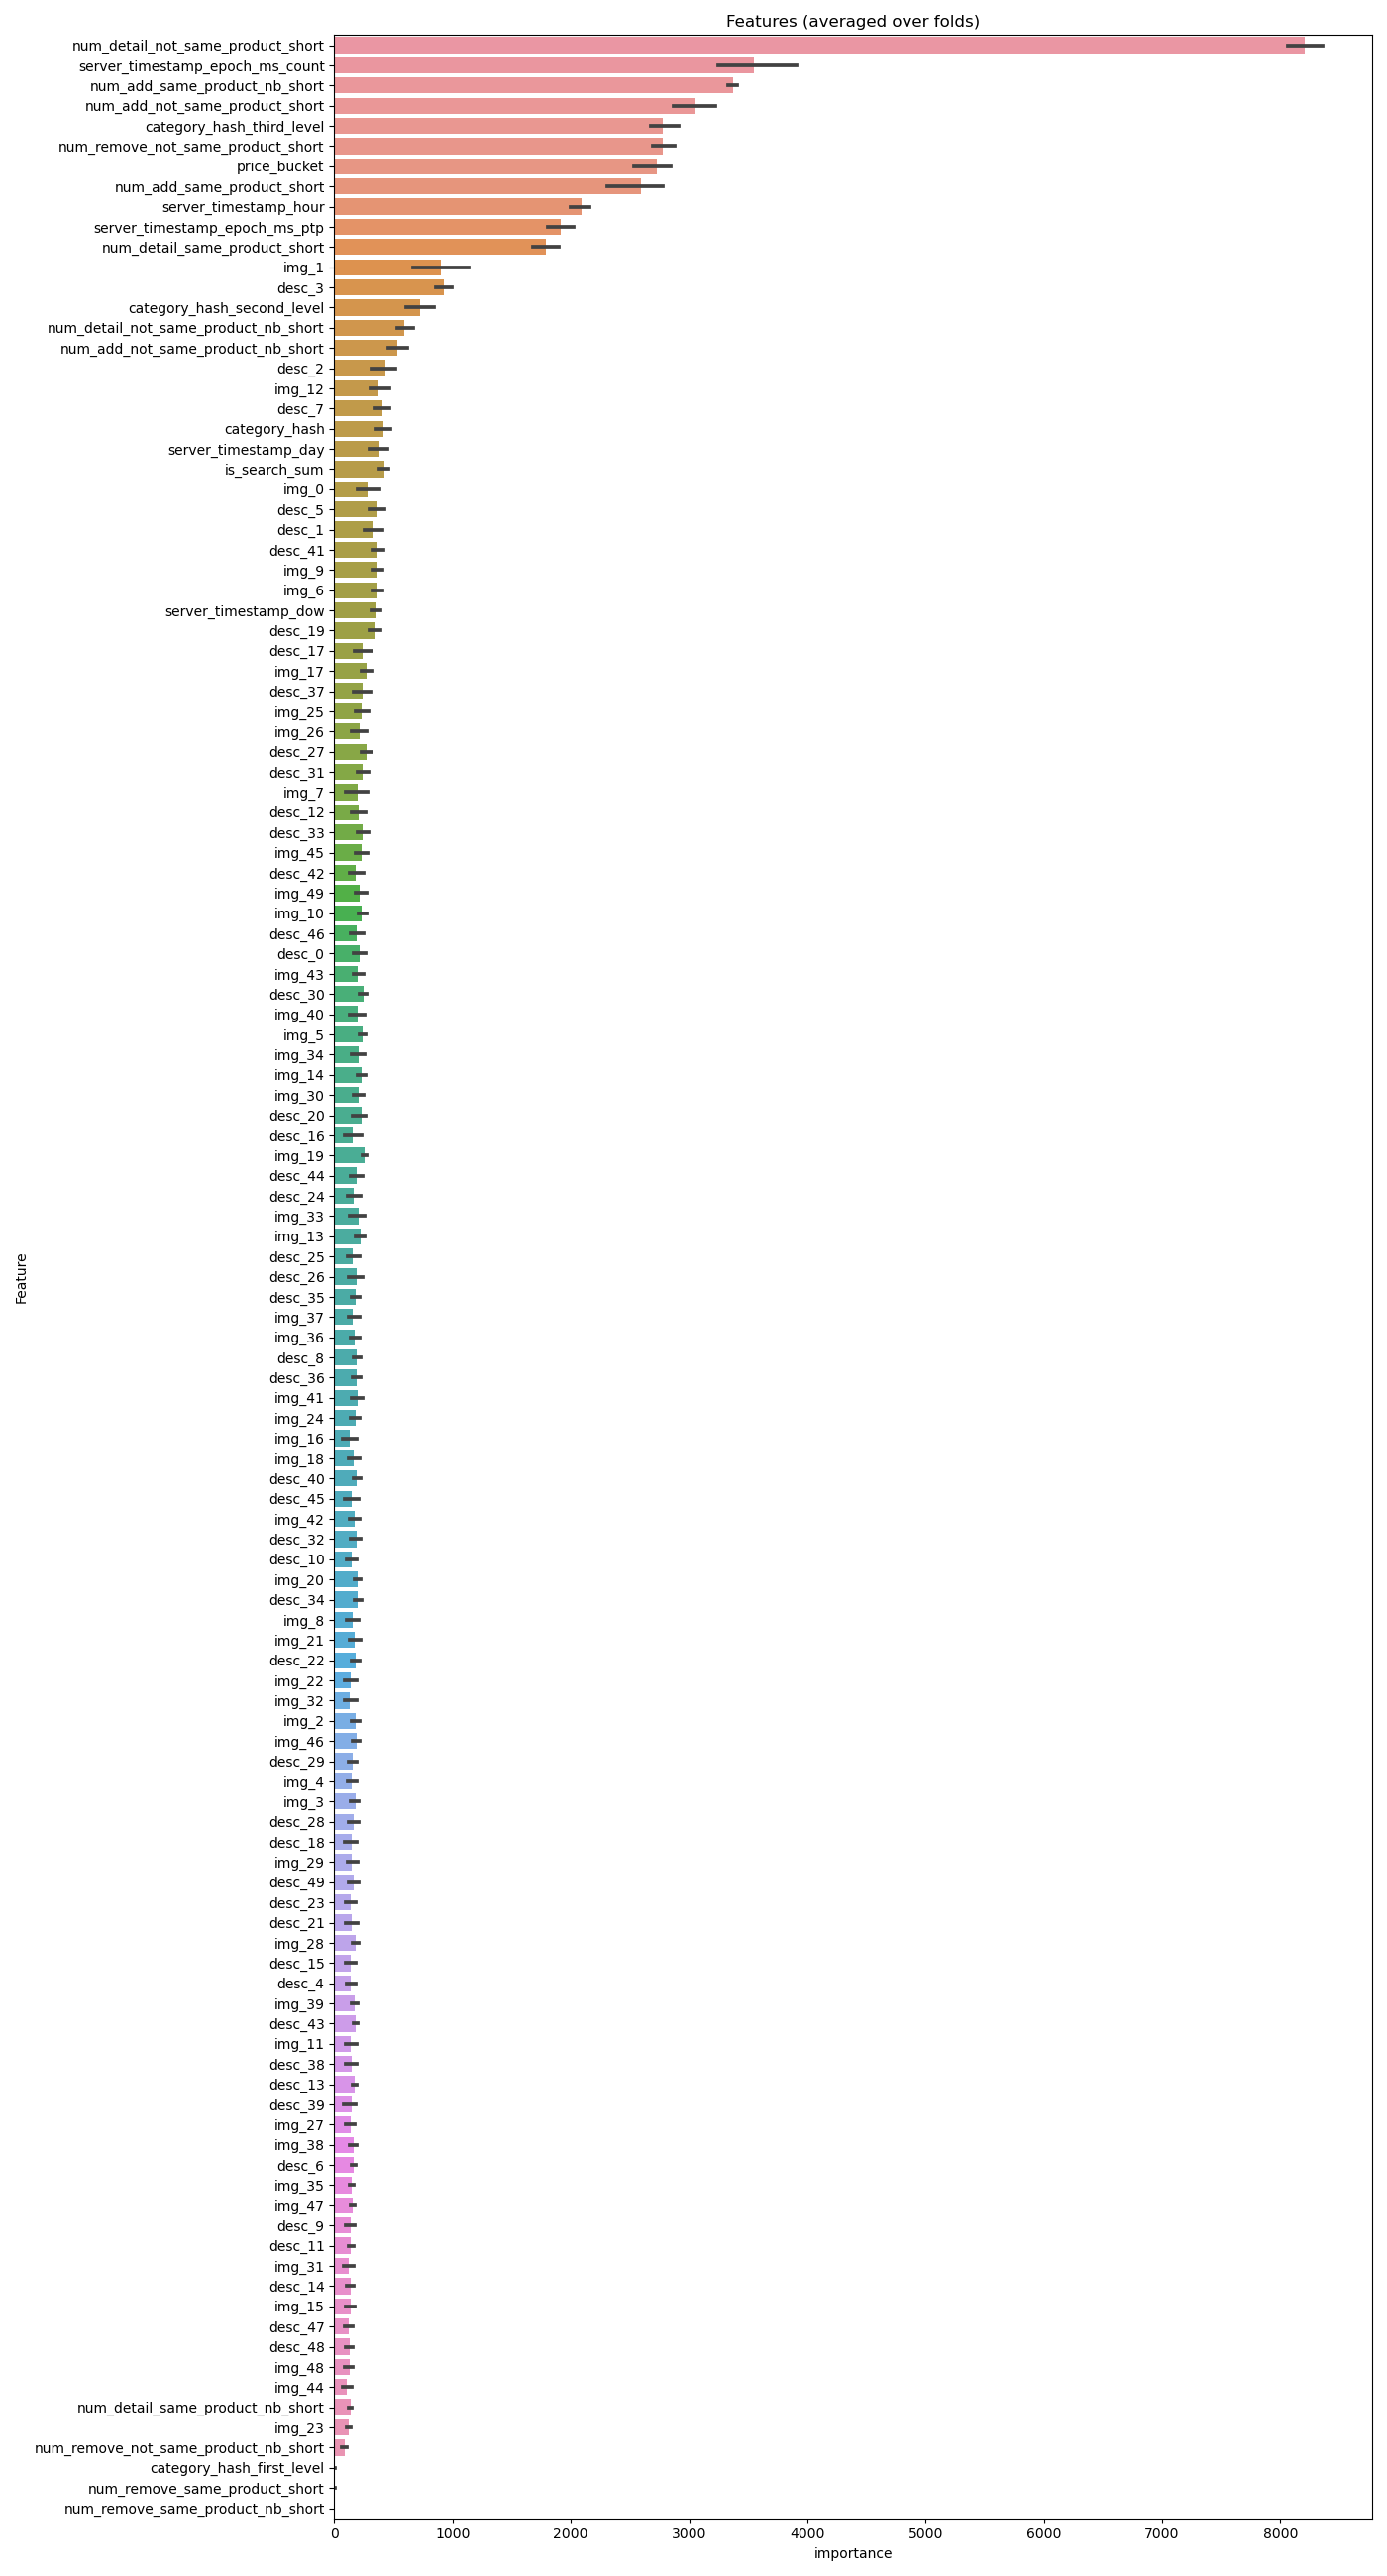 Features (averaged over folds)
num_detail_not_same_product_short
server_timestamp_epoch_ms_count
num_add_same_product_nb_short
num_add_not_same_product_short
category_hash_third_level
num_remove_not_same_product_short
price_bucket
num_add_same_product_short
server_timestamp_hour
server_timestamp_epoch_ms_ptp
num_detail_same_product_short
img_1
desc_3
category_hash_second_level
num_detail_not_same_product_nb_short
num_add_not_same_product_nb_short
desc_2
img_12
desc_7
category_hash
server_timestamp_day
is_search_sum
img_0
desc_5
desc_1
desc_41
img_9
img_6
server_timestamp_dow
desc_19
desc_17
img_17
desc_37
img_25
img_26
desc_27
desc_31
img_7
desc_12
desc_33
img_45
desc_42
img_49
img_10
desc_46
desc_0
img_43
desc_30
img_40
img_5
img_34
img_14
img_30
desc_20
desc_16
img_19
desc_44
desc_24
img_33
img_13
desc_25
desc_26
desc_35
img_37
img_36
desc_8
desc_36
img_41
img_24
img_16
img_18
desc_40
desc_45
img_42
desc_32
desc_10
img_20
desc_34
img_8
img_21
desc_22
img_22
img_32
img_2
img_46
desc_29
img_4
img_3
desc_28
desc_18
img_29
desc_49
desc_23
desc_21
img_28
desc_15
desc_4
img_39
desc_43
img_11
desc_38
desc_13
desc_39
img_27
img_38
desc_6
img_35
img_47
desc_9
desc_11
img_31
desc_14
img_15
desc_47
desc_48
img_48
img_44
num_detail_same_product_nb_short
img_23
num_remove_not_same_product_nb_short
category_hash_first_level
num_remove_same_product_short
num_remove_same_product_nb_short
Feature
0 1000 2000 3000 4000 5000 6000 7000 8000
importance